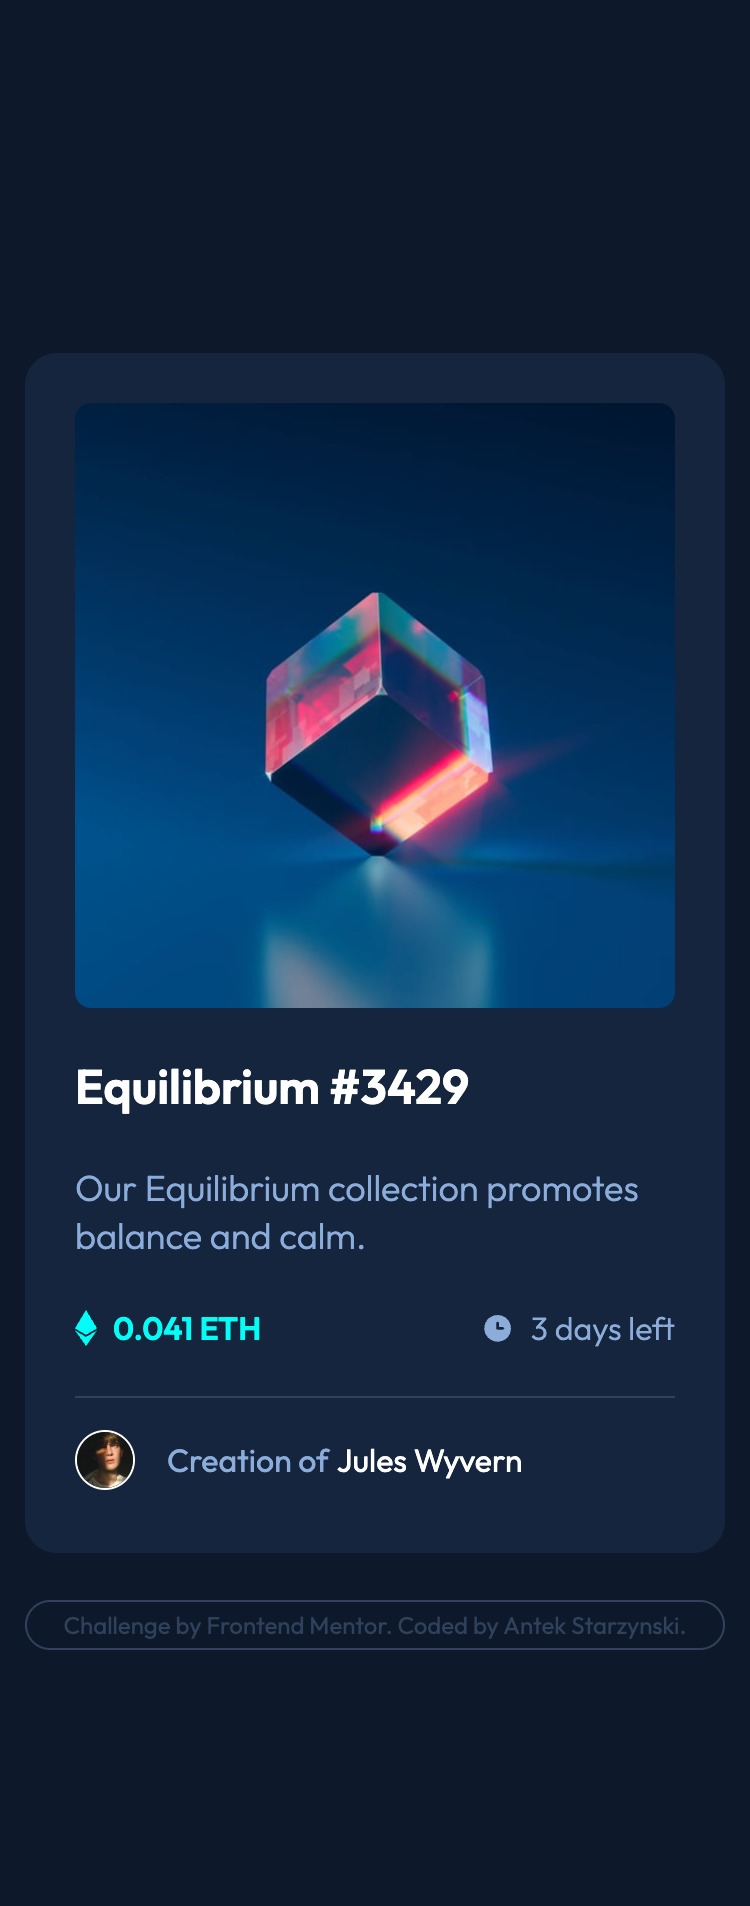 Equilibrium #3429
Our Equilibrium collection promotes
balance and calm.
0.041 ETH
3 days left
Creation of Jules Wyvern
Challenge by Frontend Mentor. Coded by Antek Starzynski.